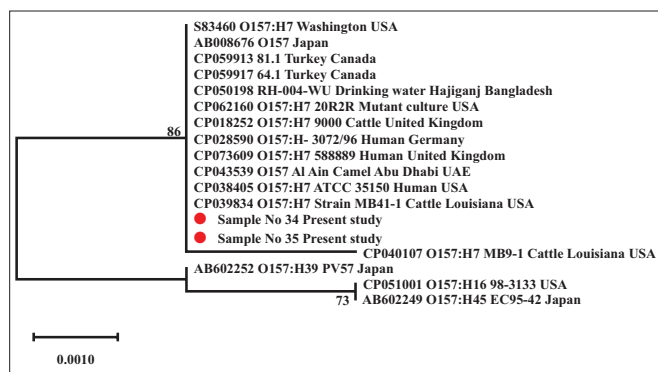 S83460 O157:H7 Washington USA
AB008676 O157 Japan
CP059913 81.1 Turkey Canada
CP059917 64.1 Turkey Canada
CP050198 RH-004-WU Drinking water Hajiganj Bangladesh
CP062160 O157:H7 20R2R Mutant culture USA
86
CP018252 O157:H7 9000 Cattle United Kingdom
CP028590 O157:H- 3072/96 Human Germany
CP073609 O157:H7 588889 Human United Kingdom
CP043539 O157 Al Ain Camel Abu Dhabi UAE
CP038405 O157:H7 ATCC 35150 Human USA
CP039834 O157:H7 Strain MB41-1 Cattle Louisiana USA
Sample No 34 Present study
Sample No 35 Present study
CP040107 O157:H7 MB9-1 Cattle Louisiana USA
AB602252 O157:H39 PV57 Japan
CP051001 O157:H16 98-3133 USA
73
AB602249 O157:H45 EC95-42 Japan
0.0010